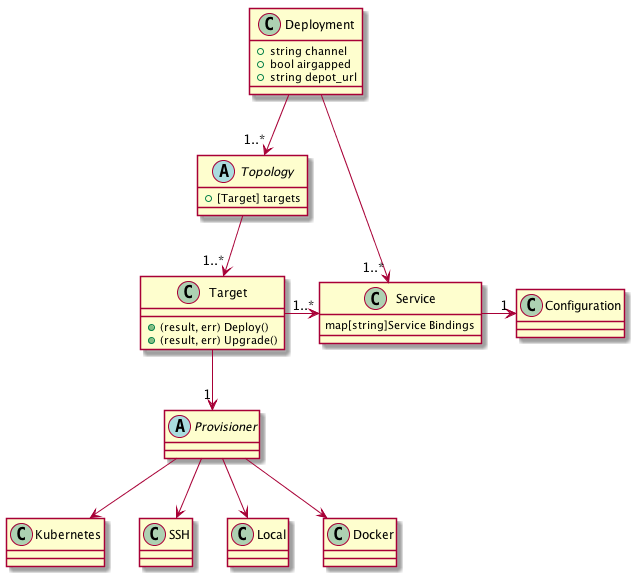 C Deployment
string channel
bool airgapped
string depot_url
1..*
A Topology
[Target] targets
1..*
1..*
C Target
(result, err) Deploy()
(result, err) Upgrade()
1..*
C Service
map[string]Service Bindings
1
C Configuration
1
A Provisioner
C Kubernetes
C SSH
C Local
C Docker